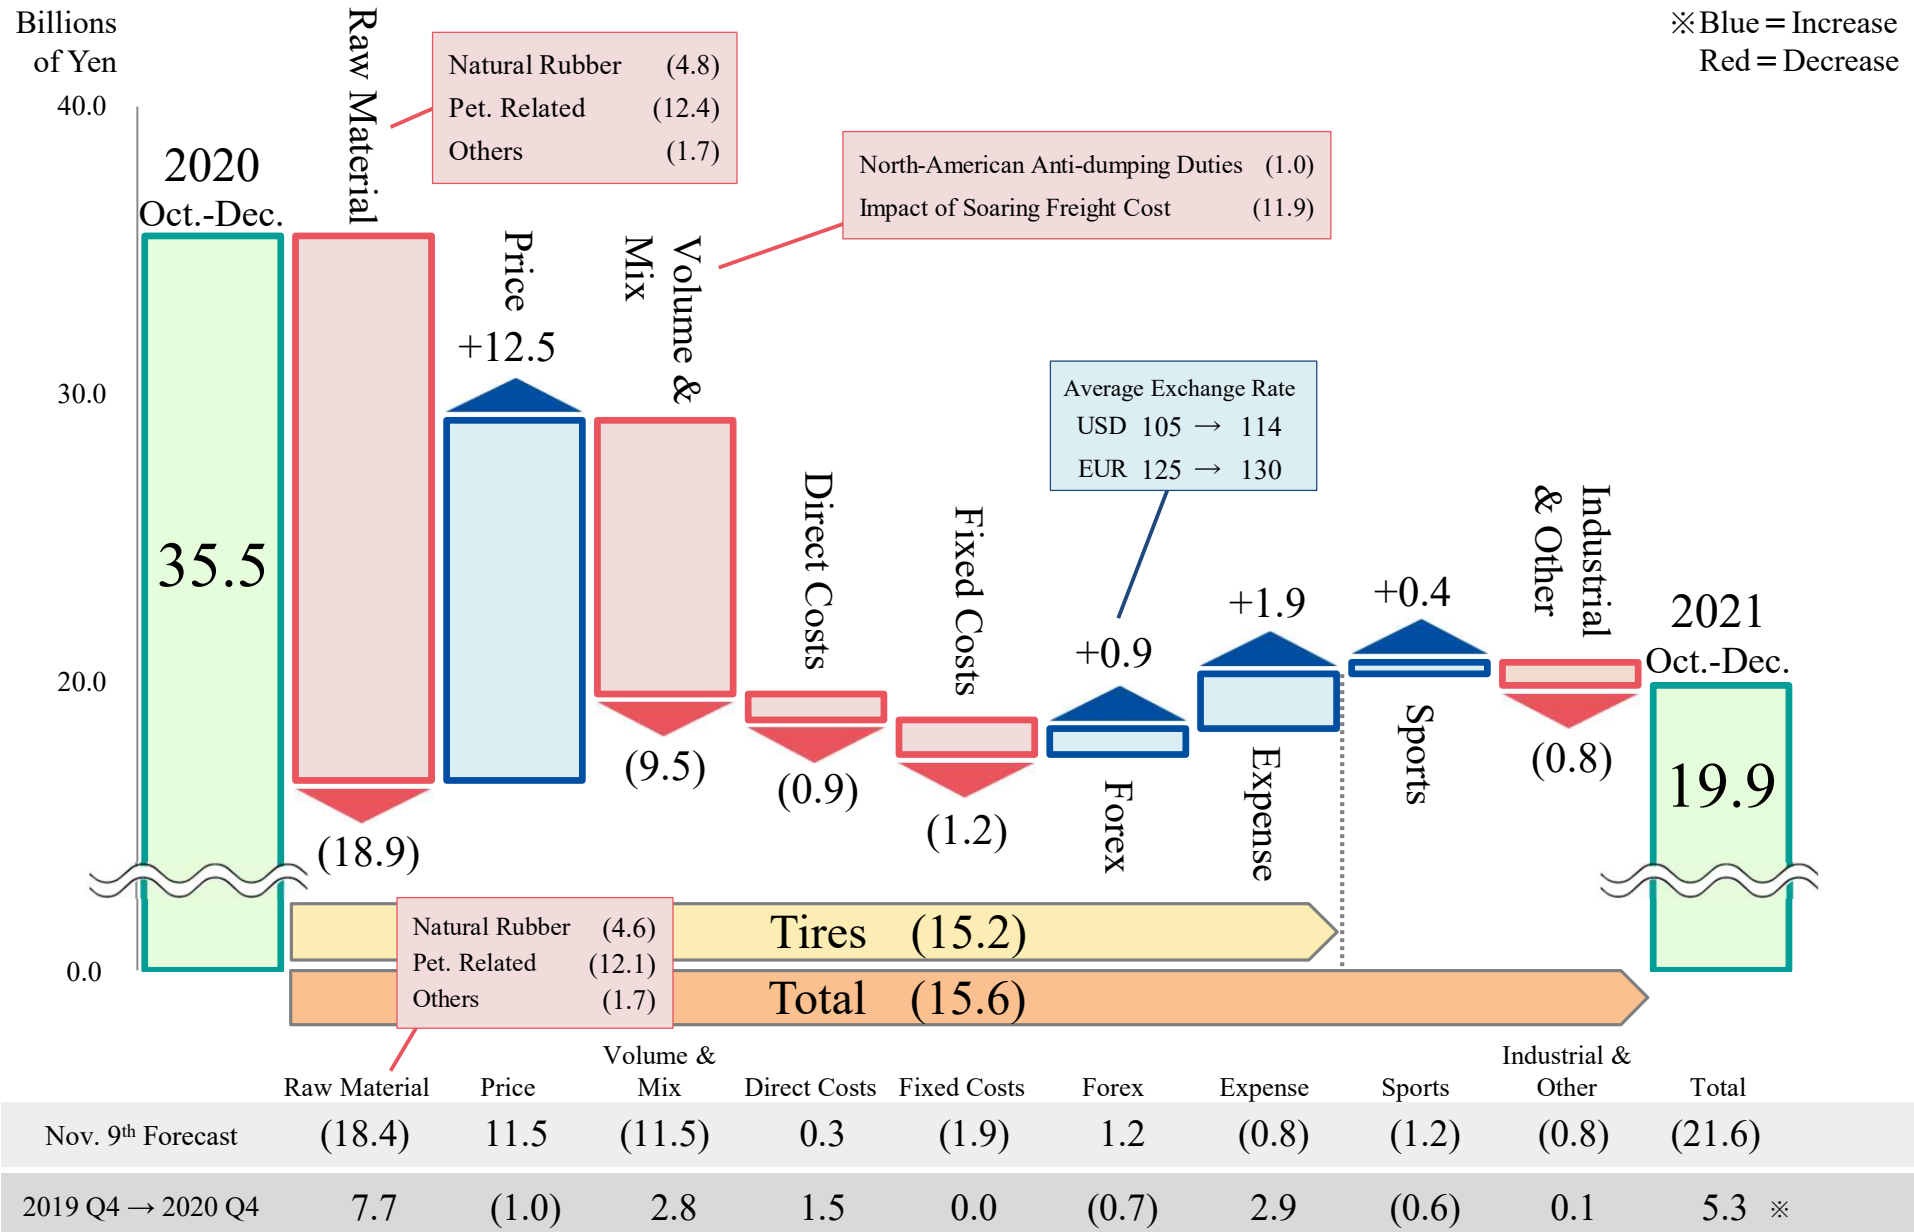 Billions
of Yen
※Blue＝Increase
Red＝Decrease
40.0
30.0
20.0
0.0
2020
Oct.-Dec.
35.5
Raw Material
(18.9)
Natural Rubber (4.8)
Pet. Related (12.4)
Others (1.7)
Price
+12.5
Volume &
Mix
(9.5)
North-American Anti-dumping Duties (1.0)
Impact of Soaring Freight Cost (11.9)
Direct Costs
(0.9)
Fixed Costs
(1.2)
Average Exchange Rate
USD 105 → 114
EUR 125 → 130
+0.9
Forex
+1.9
Expense
+0.4
Sports
Industrial
& Other
(0.8)
2021
Oct.-Dec.
19.9
Tires (15.2)
Total (15.6)
Natural Rubber (4.6)
Pet. Related (12.1)
Others (1.7)
Raw Material Price Volume & Mix Direct Costs Fixed Costs Forex Expense Sports Industrial & Other Total
Nov. 9th Forecast (18.4) 11.5 (11.5) 0.3 (1.9) 1.2 (0.8) (1.2) (0.8) (21.6)
2019 Q4 → 2020 Q4 7.7 (1.0) 2.8 1.5 0.0 (0.7) 2.9 (0.6) 0.1 5.3 ※